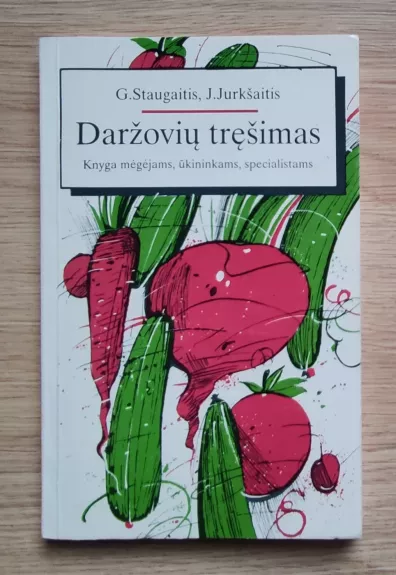 G.Staugaitis, J.Jurkšaitis
Daržovių tręšimas
Knyga mėgėjams, ūkininkams, specialistams